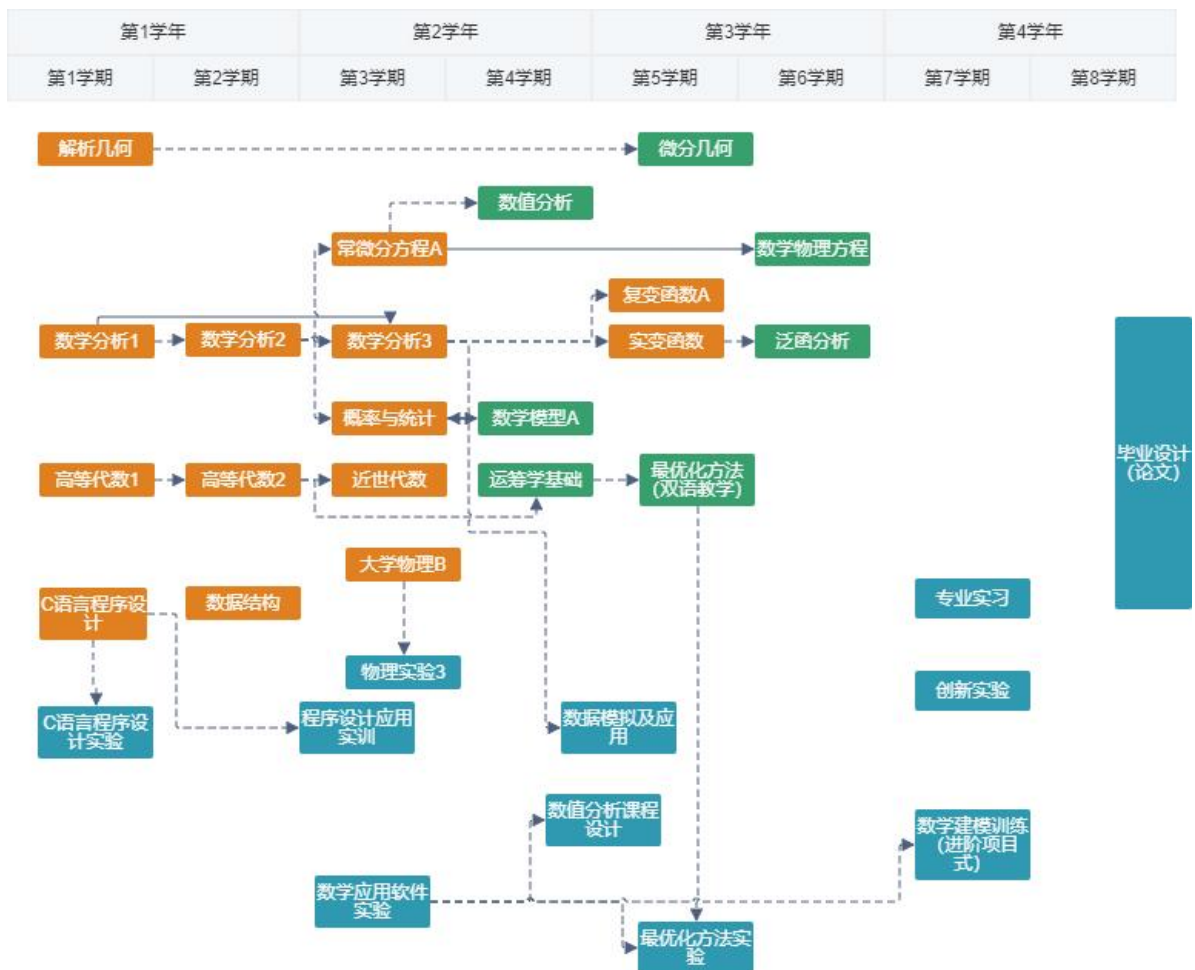 第1学年 第2学年 第3学年 第4学年
第1学期 第2学期 第3学期 第4学期 第5学期 第6学期 第7学期 第8学期
解析几何 微分几何
数值分析
常微分方程A 数学物理方程
复变函数A
数学分析1 数学分析2 数学分析3 实变函数 泛函分析
概率与统计 数学模型A
毕业设计
(论文)
高等代数1 高等代数2 近世代数 运筹学基础
最优化方法
(双语教学)
大学物理B
C语言程序设
计
数据结构
专业实习
物理实验3
创新实验
C语言程序设
计实验
程序设计应用
实训
数据模拟及应
用
数值分析课程
设计
数学建模训练
(进阶项目
式)
数学应用软件
实验
最优化方法实
验